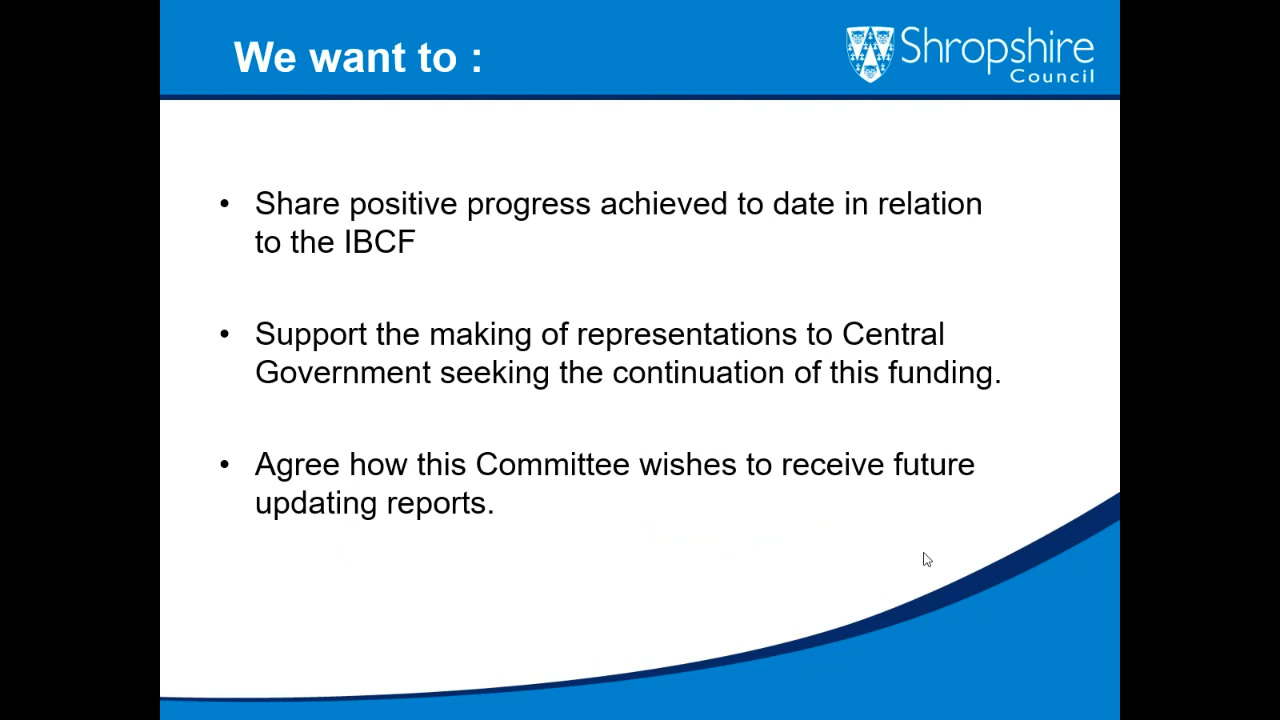 We want to :
Shropshire
Council
• Share positive progress achieved to date in relation
to the IBCF
• Support the making of representations to Central
Government seeking the continuation of this funding.
• Agree how this Committee wishes to receive future
updating reports.